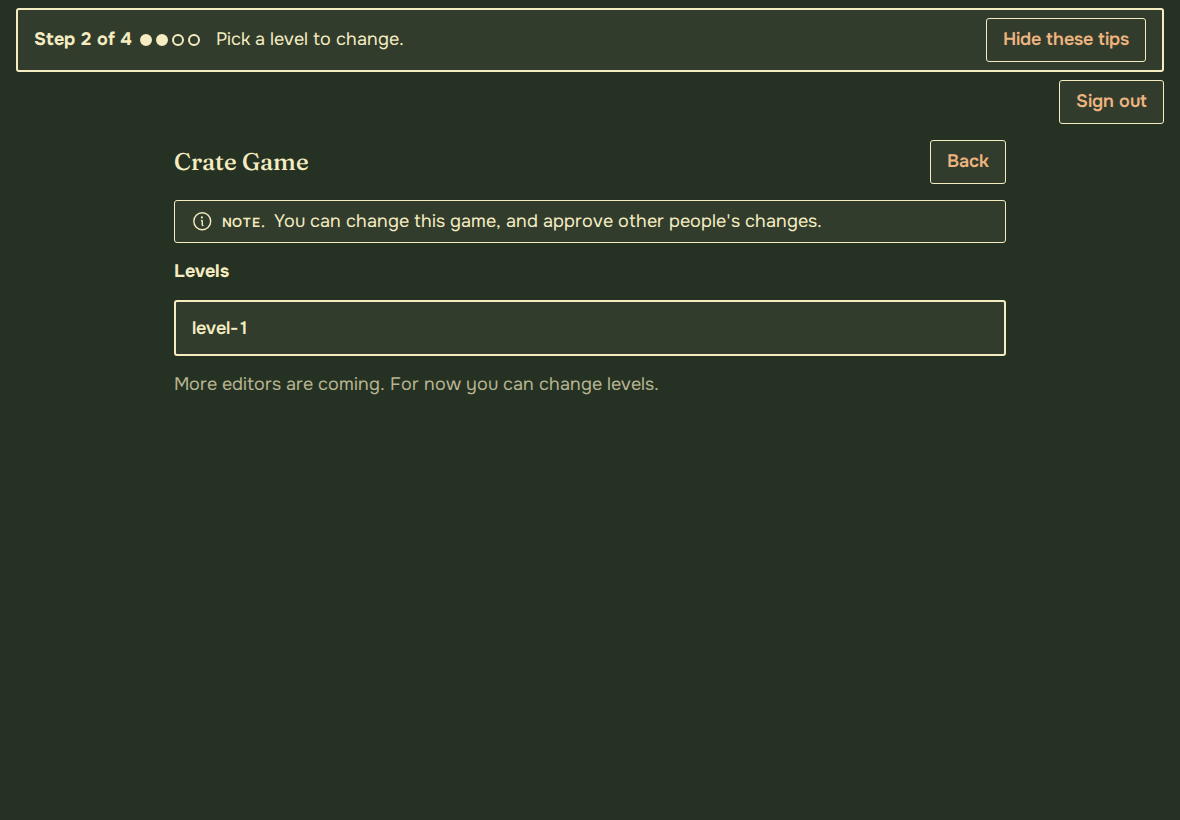 Step 2 of 4 Pick a level to change. Hide these tips
Sign out
Crate Game Back
NOTE. You can change this game, and approve other people's changes.
Levels
level-1
More editors are coming. For now you can change levels.